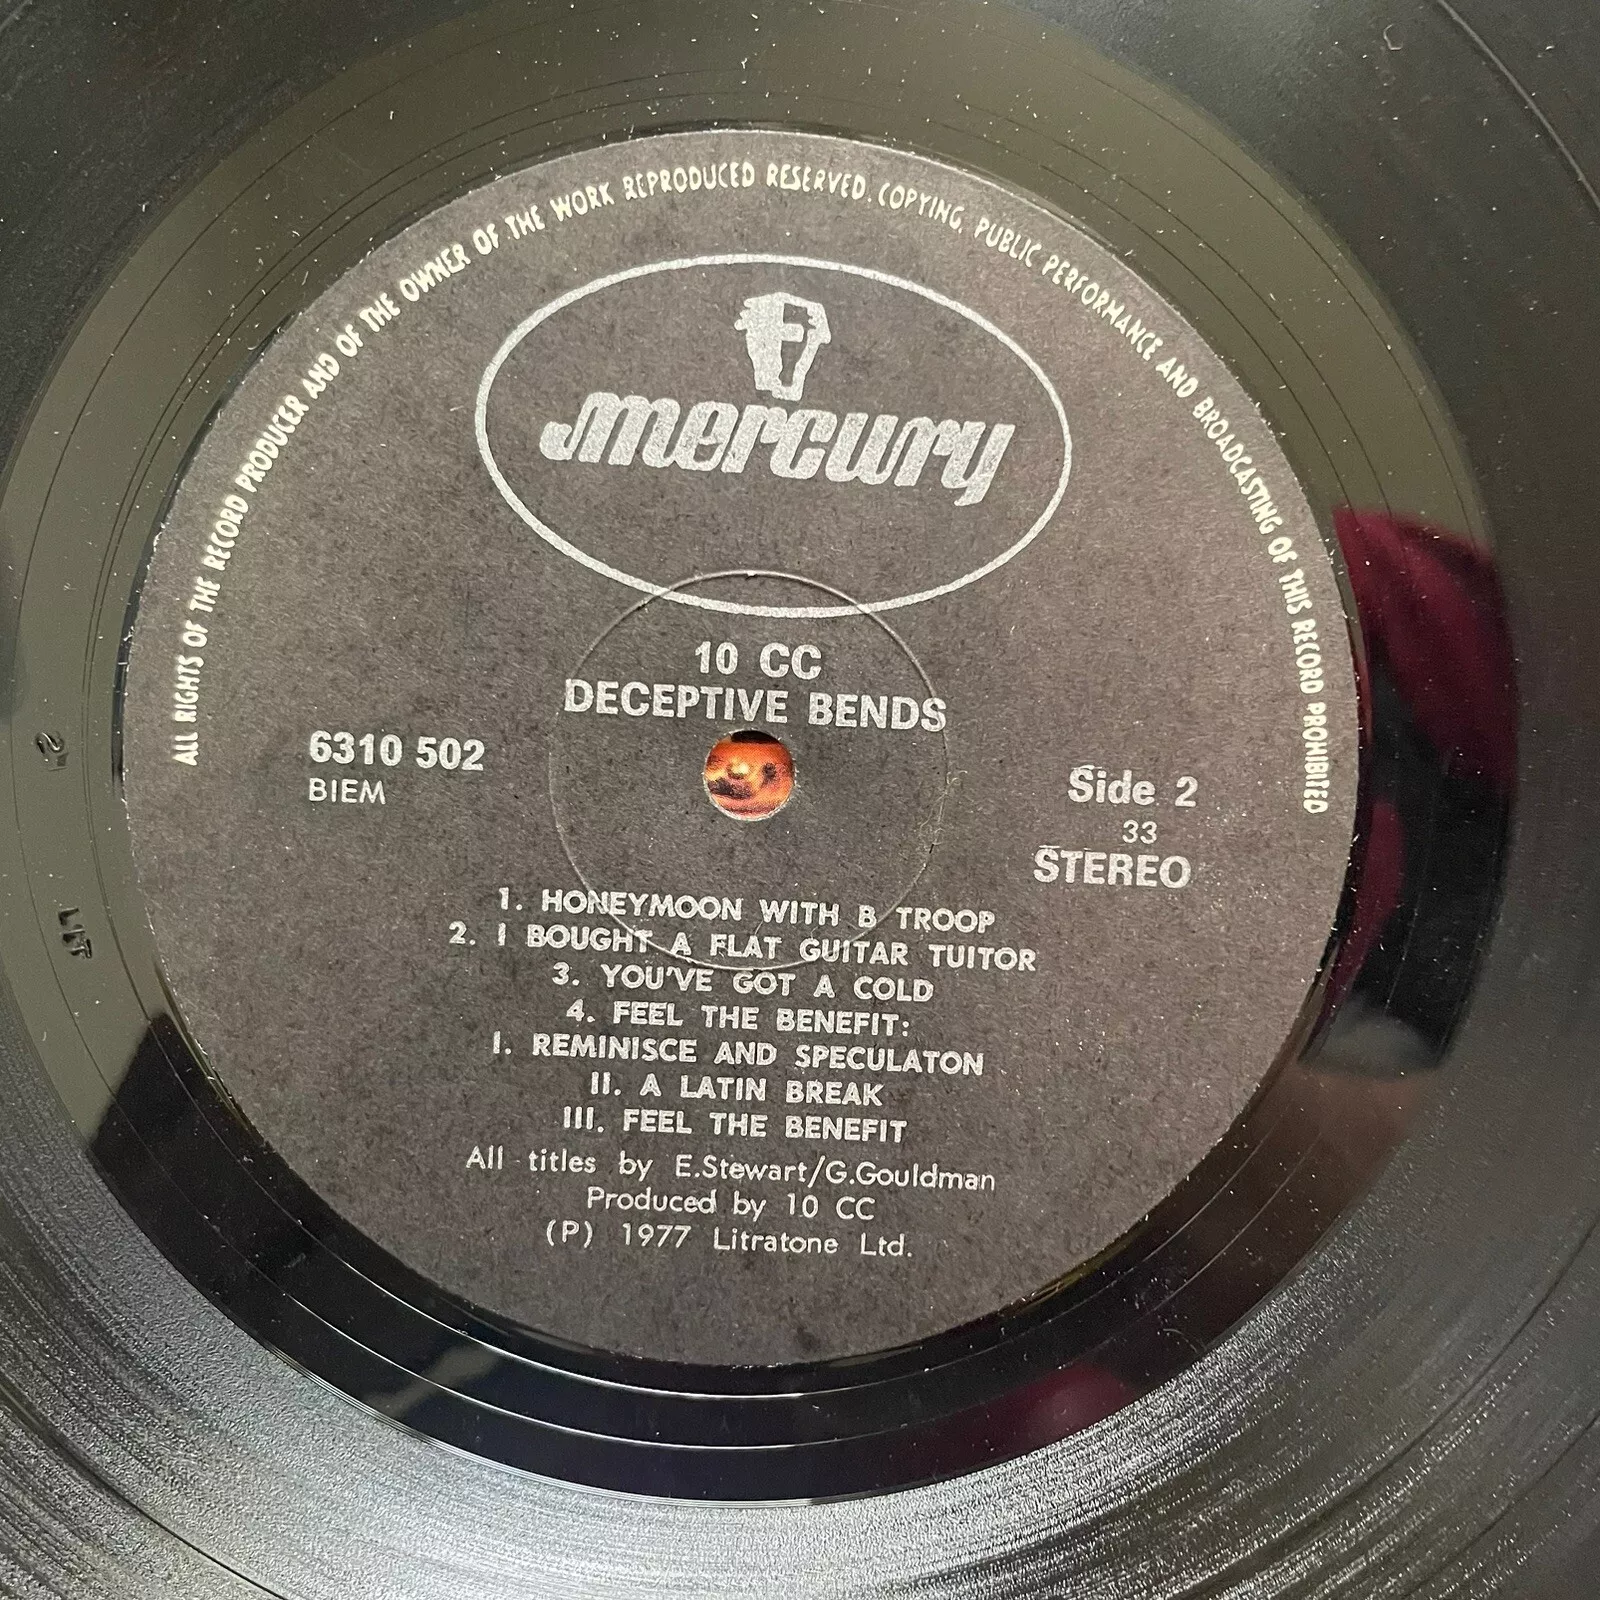 ALL RIGHTS OF THE RECORD PRODUCER AND OF THE OWNER OF THE WORK REPRODUCED RESERVED. COPYING, PUBLIC PERFORMANCE AND BROADCASTING OF THIS RECORD PROHIBITED
mercury
10 CC
DECEPTIVE BENDS
6310 502
BIEM
Side 2
33
STEREO
1. HONEYMOON WITH B TROOP
2. I BOUGHT A FLAT GUITAR TUITOR
3. YOU'VE GOT A COLD
4. FEEL THE BENEFIT:
I. REMINISCE AND SPECULATON
II. A LATIN BREAK
III. FEEL THE BENEFIT
All titles by E.Stewart/G.Gouldman
Produced by 10 CC
(P) 1977 Litratone Ltd.
2